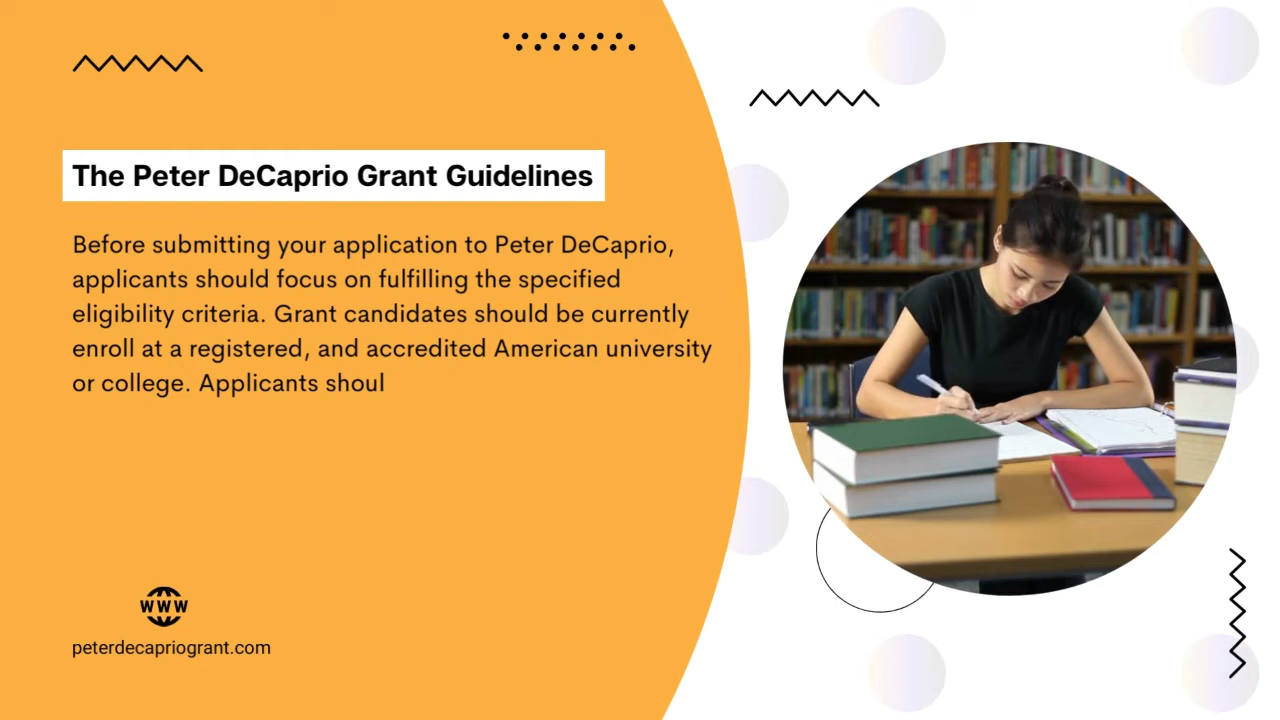 The Peter DeCaprio Grant Guidelines
Before submitting your application to Peter DeCaprio,
applicants should focus on fulfilling the specified
eligibility criteria. Grant candidates should be currently
enroll at a registered, and accredited American university
or college. Applicants shoul
WWW
peterdecapriogrant.com